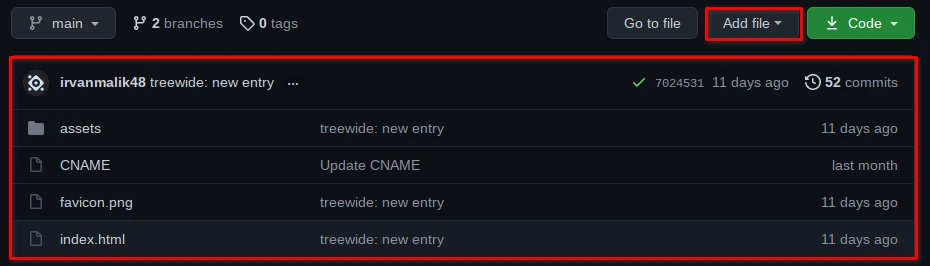 main 2 branches 0 tags Go to file Add file Code
irvanmalik48 treewide: new entry ... 7024531 11 days ago 52 commits
assets treewide: new entry 11 days ago
CNAME Update CNAME last month
favicon.png treewide: new entry 11 days ago
index.html treewide: new entry 11 days ago